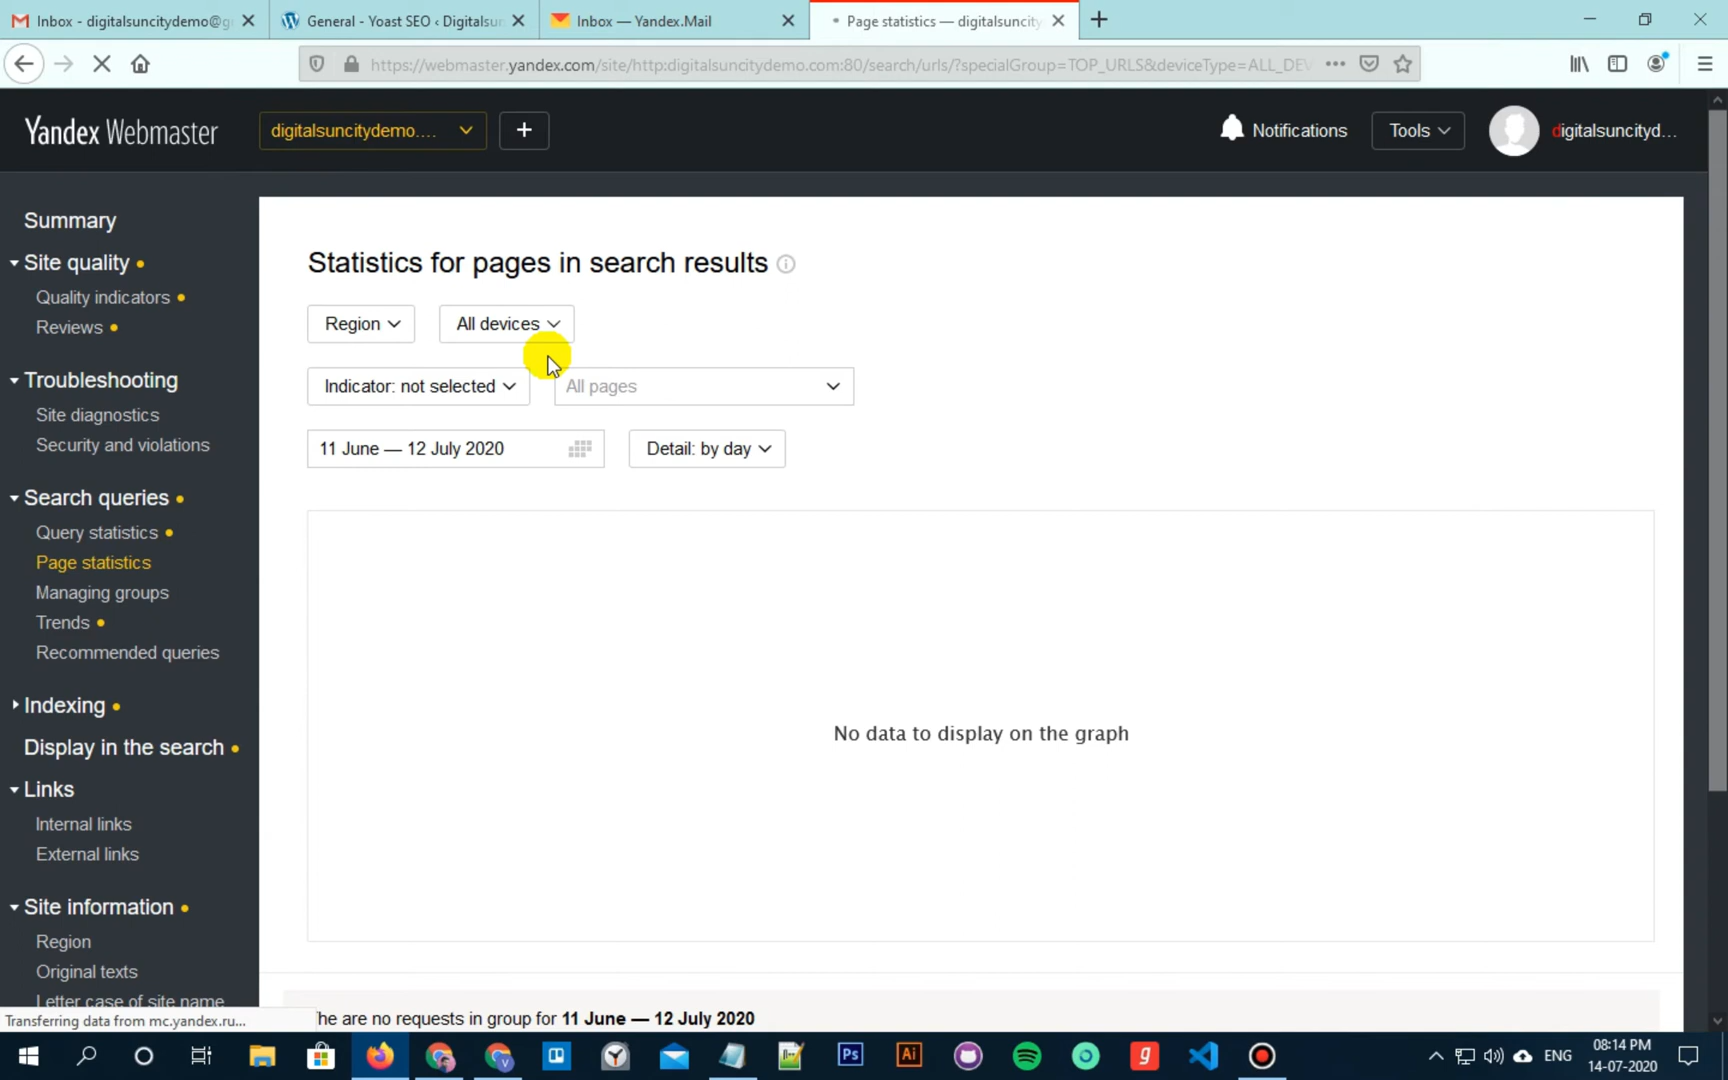 Inbox - digitalsuncitydemo@g
General - Yoast SEO ‹ Digitalsun
Inbox — Yandex.Mail
Page statistics — digitalsuncity
https://webmaster.yandex.com/site/http:digitalsuncitydemo.com:80/search/urls/?specialGroup=TOP_URLS&deviceType=ALL_DEV
Yandex Webmaster
digitalsuncitydemo....
Notifications
Tools
digitalsuncityd...
Summary
Site quality
Quality indicators
Reviews
Troubleshooting
Site diagnostics
Security and violations
Search queries
Query statistics
Page statistics
Managing groups
Trends
Recommended queries
Indexing
Display in the search
Links
Internal links
External links
Site information
Region
Original texts
Letter case of site name
Transferring data from mc.yandex.ru...
Statistics for pages in search results
Region
All devices
Indicator: not selected
All pages
11 June — 12 July 2020
Detail: by day
No data to display on the graph
he are no requests in group for 11 June — 12 July 2020
Ps
Ai
g
ENG
08:14 PM
14-07-2020